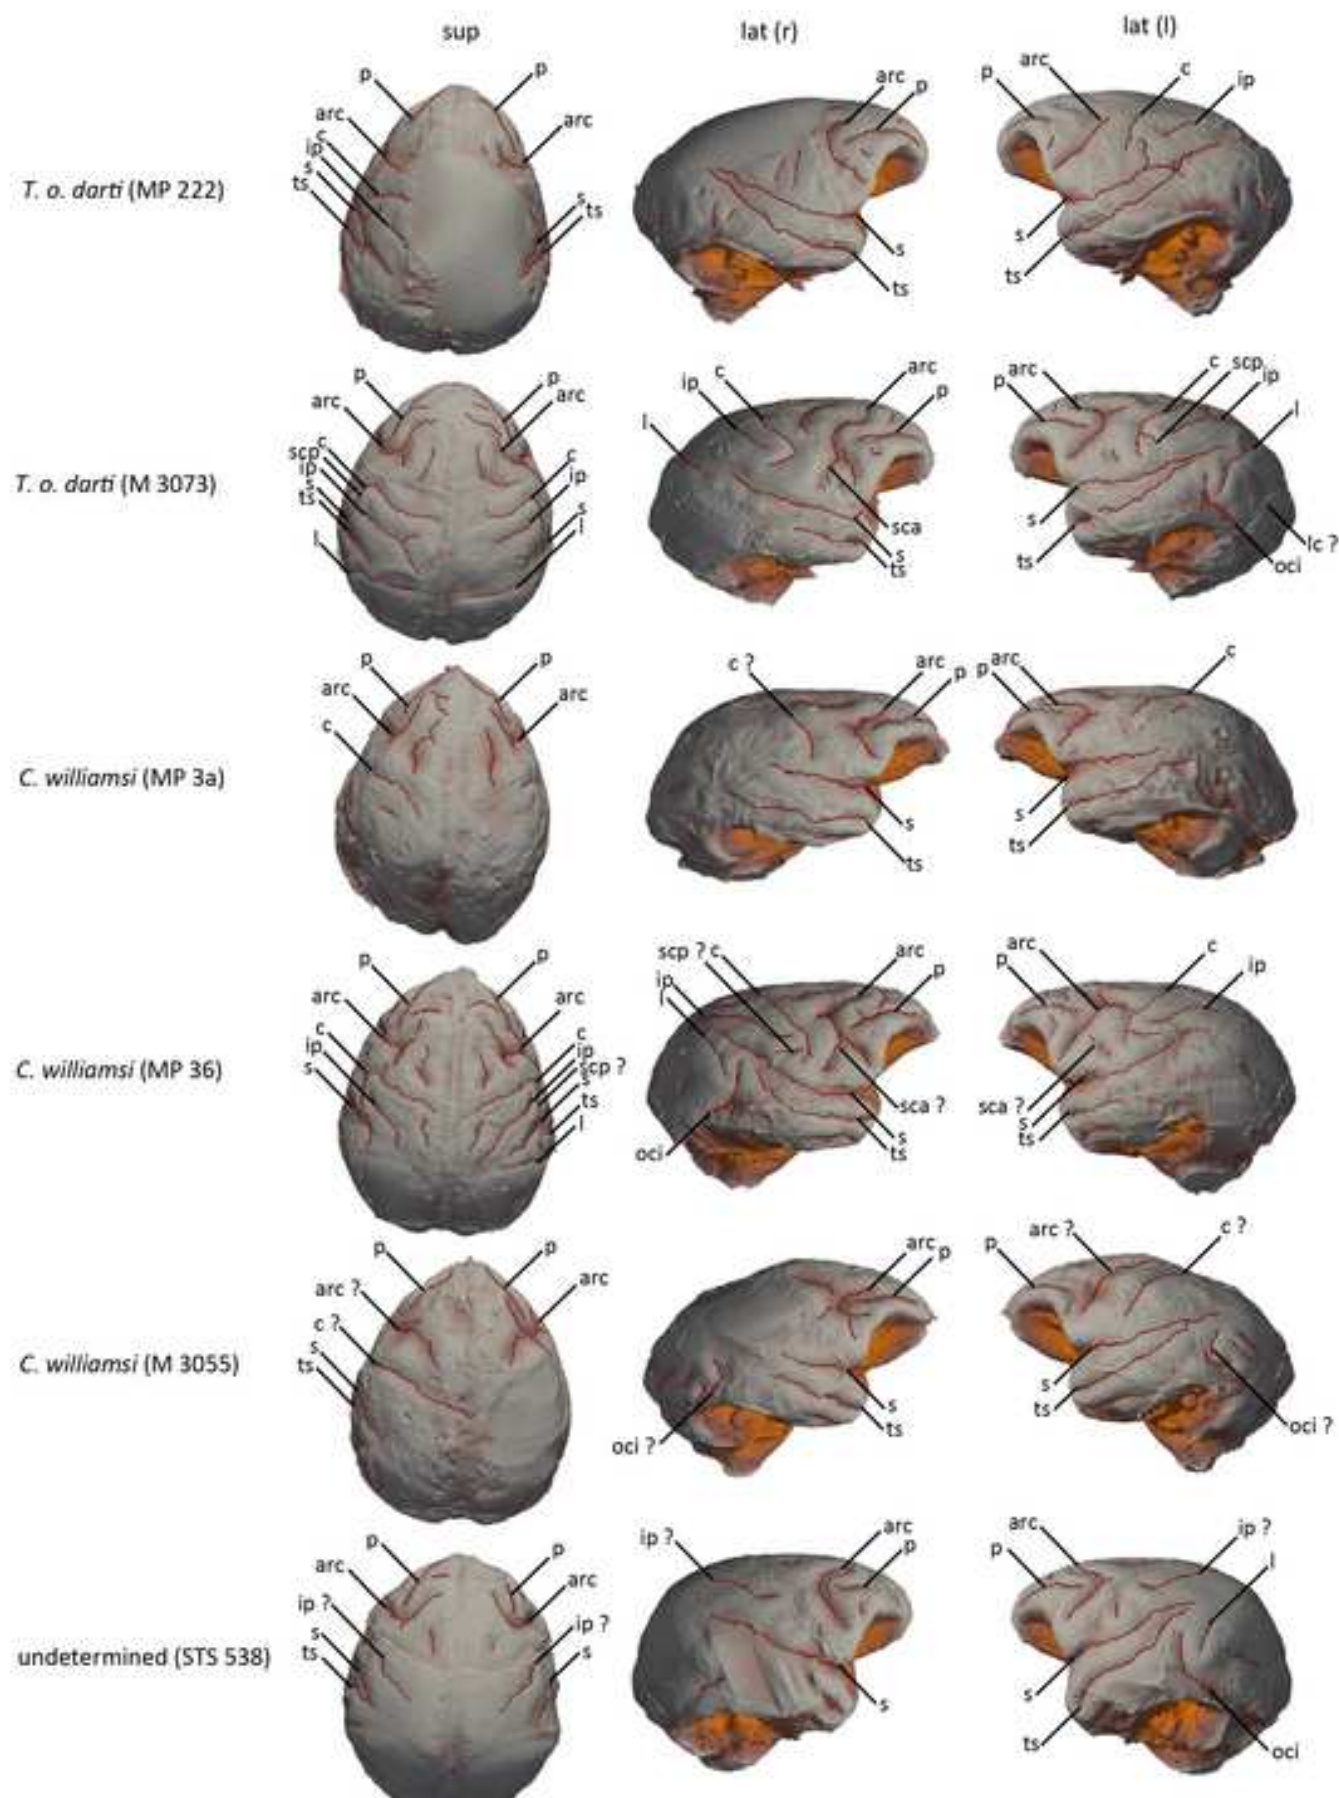 sup lat (r) lat (l)
T. o. darti (MP 222)
p p
arc arc
c
ip
s
ts
s
ts
arc
p
s
ts
p arc c ip
s
ts
T. o. darti (M 3073)
p p
arc arc
c
scp
ip
s
ts
l
c
ip
s
l
c arc
ip p
l
sca
s
ts
p arc c scp ip
l
s
ts
lc ?
oci
C. williamsi (MP 3a)
p p
arc arc
c
c ? arc p
s
ts
p arc c
s
ts
C. williamsi (MP 36)
p p
arc arc
c
ip
s
c
ip
scp ?
s
ts
l
scp ? c arc
ip p
l
sca ?
s
ts
oci
arc c
p ip
sca ?
s
ts
C. williamsi (M 3055)
p p
arc ? arc
c ?
s
ts
arc p
s
ts
oci ?
p arc ? c ?
s
ts
oci ?
undetermined (STS 538)
p p
arc arc
ip ? ip ?
s s
ts
ip ? arc
p
s
arc ip ?
p l
s
ts
oci